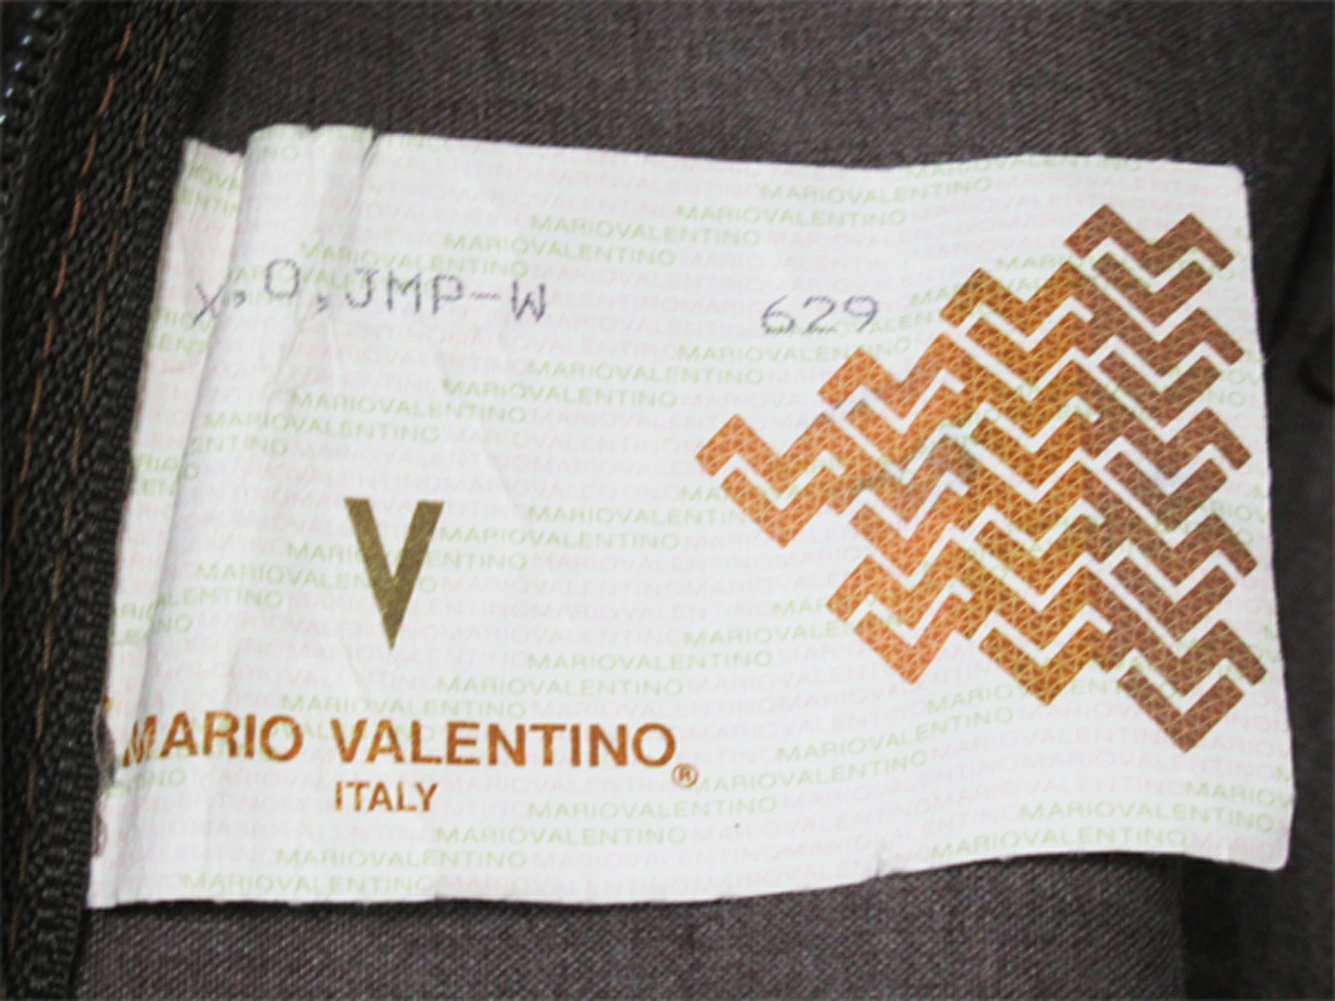 x,O,JMP-W 629
V
MARIO VALENTINO®
ITALY